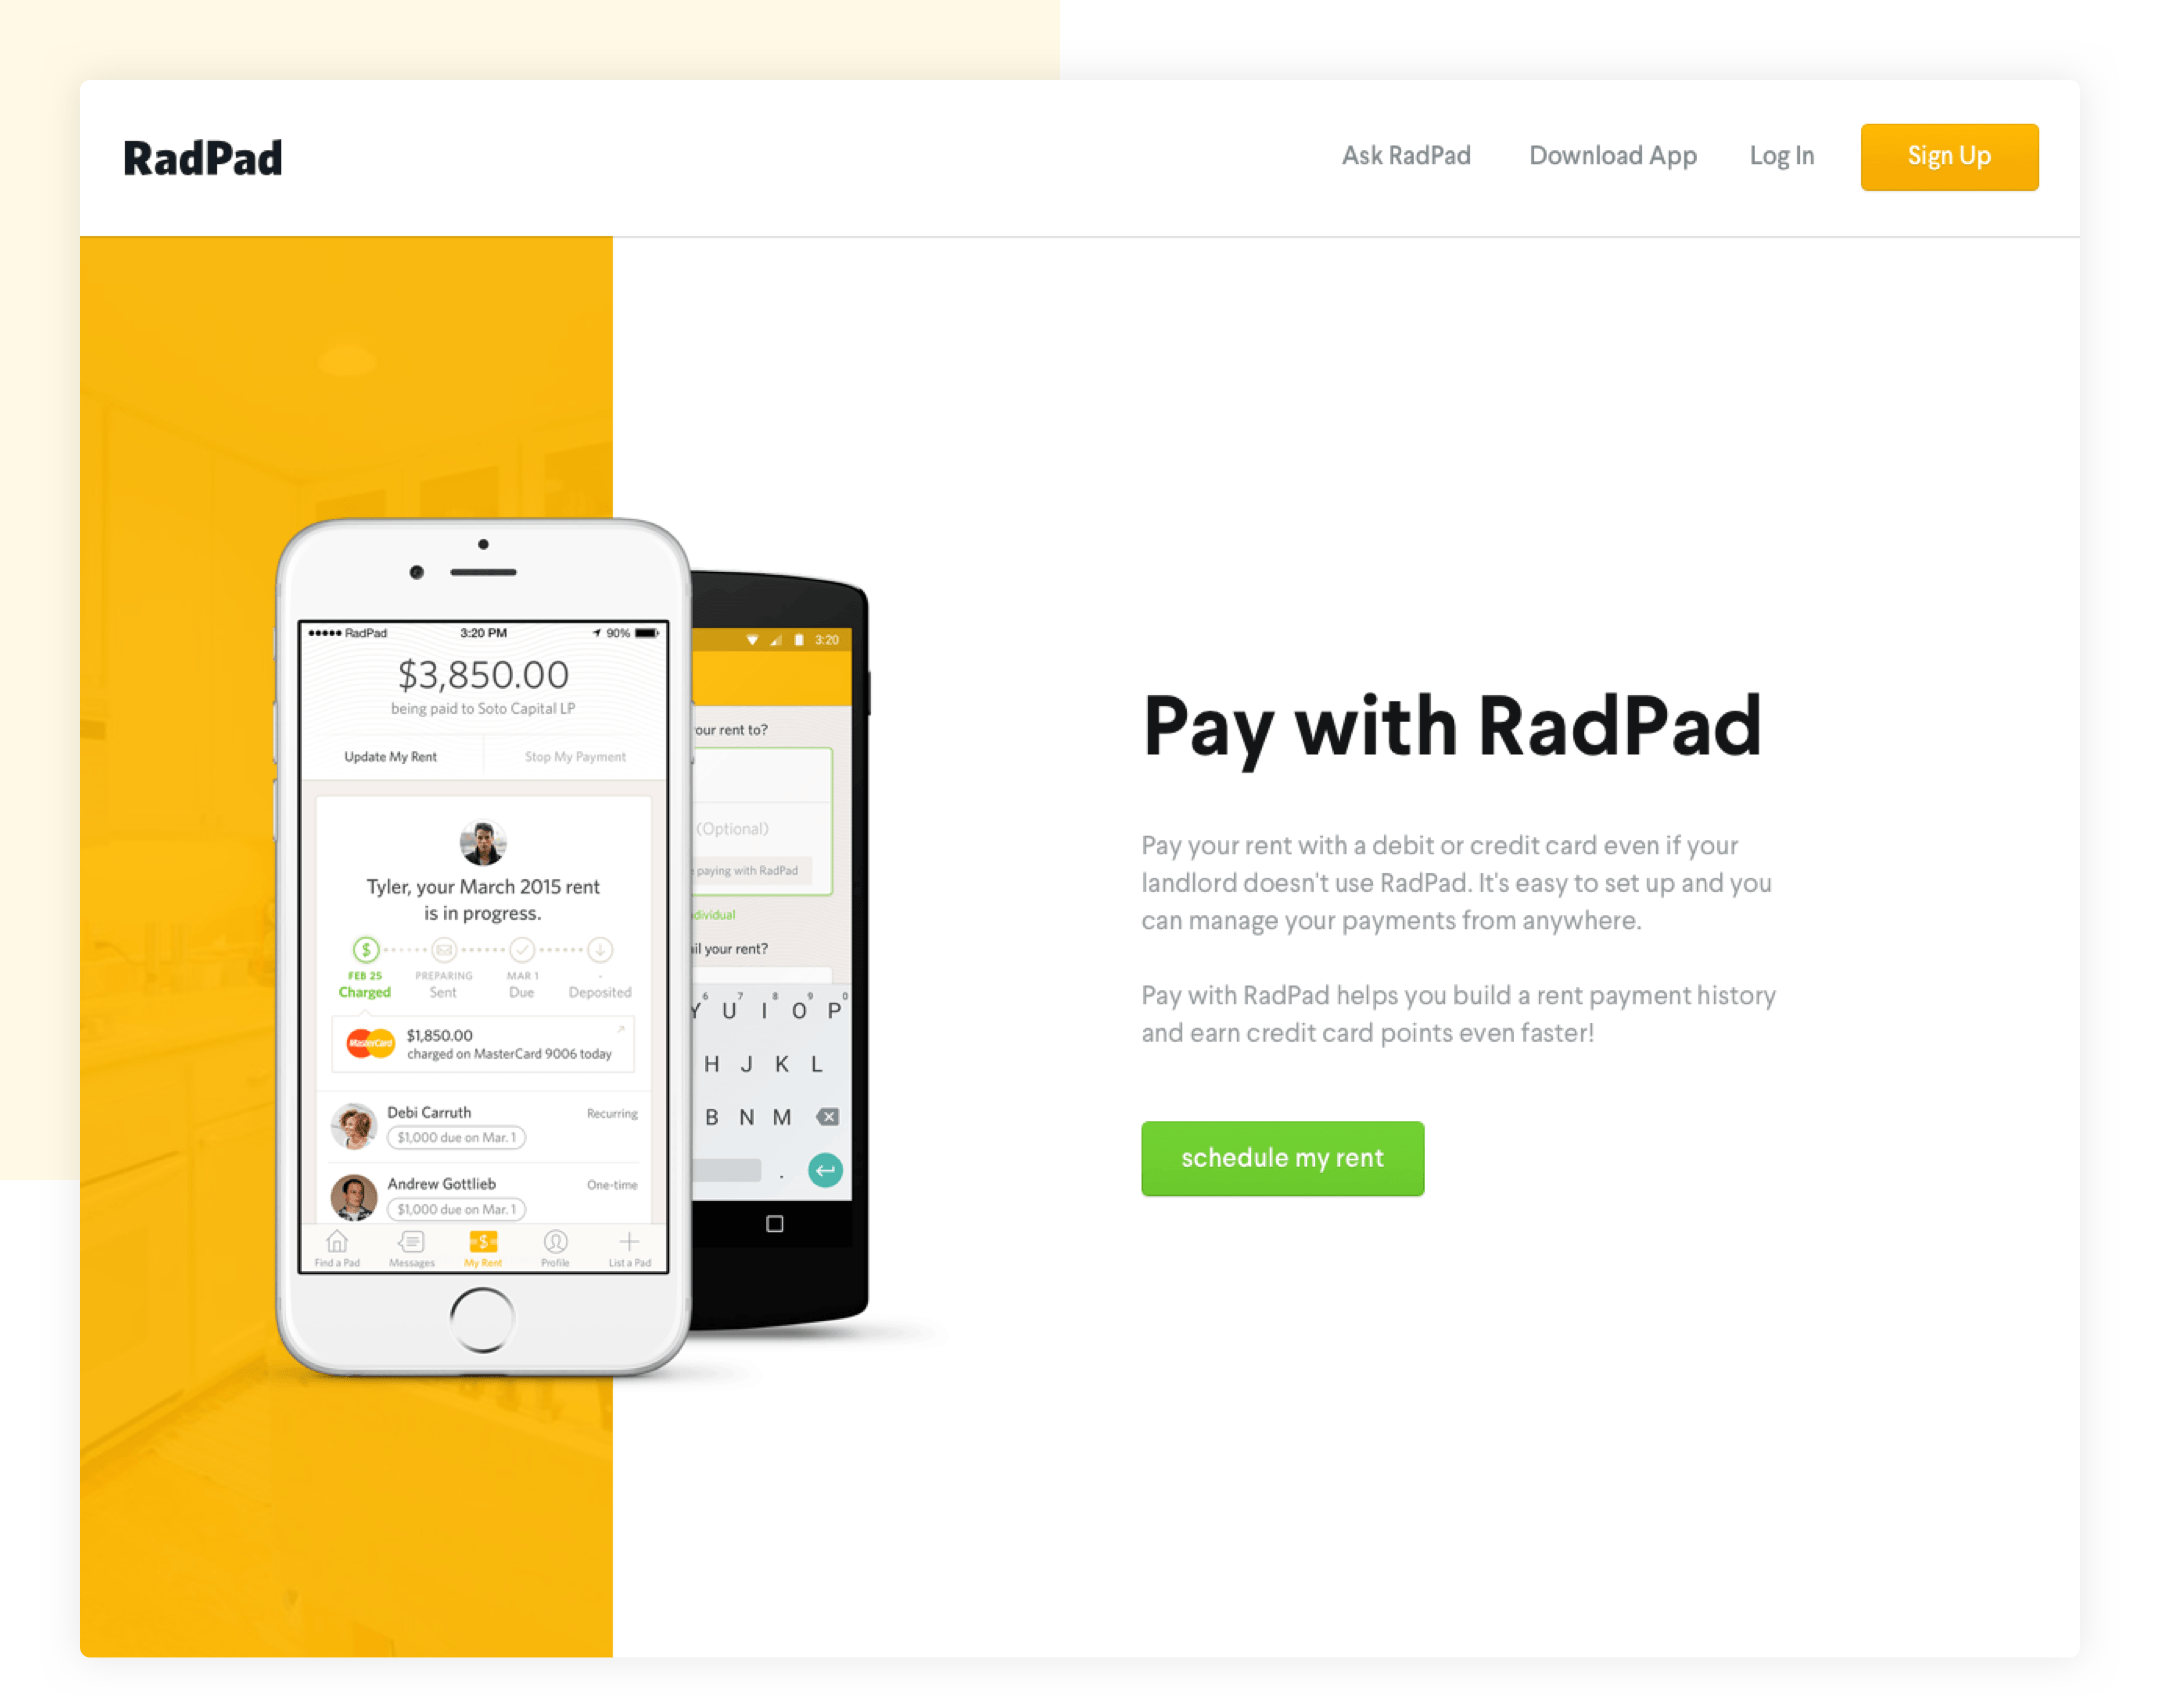 RadPad
Ask RadPad
Download App
Log In
Sign Up
RadPad
3:20 PM
90%
$3,850.00
being paid to Soto Capital LP
Update My Rent
Stop My Payment
Tyler, your March 2015 rent
is in progress.
$
FEB 25
Charged
PREPARING
Sent
MAR 1
Due
-
Deposited
MasterCard
$1,850.00
charged on MasterCard 9006 today
Debi Carruth
Recurring
$1,000 due on Mar. 1
Andrew Gottlieb
One-time
$1,000 due on Mar. 1
$
Find a Pad
Messages
My Rent
Profile
List a Pad
3:20
our rent to?
(Optional)
paying with RadPad
dividual
il your rent?
6 7 8 9 0
Y U I O P
H J K L
B N M
.
Pay with RadPad
Pay your rent with a debit or credit card even if your
landlord doesn't use RadPad. It's easy to set up and you
can manage your payments from anywhere.
Pay with RadPad helps you build a rent payment history
and earn credit card points even faster!
schedule my rent